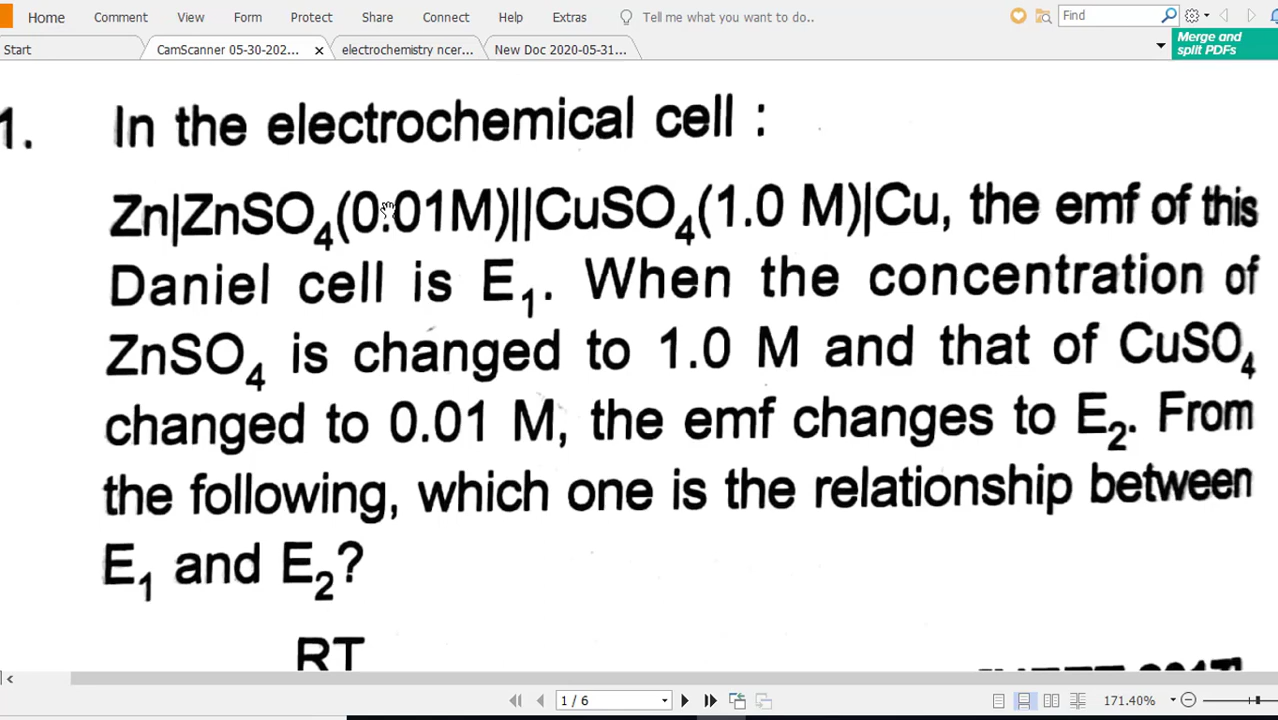 Home Comment View Form Protect Share Connect Help Extras Tell me what you want to do.. Find
Start CamScanner 05-30-202... × electrochemistry ncer... New Doc 2020-05-31... Merge and
split PDFs
1. In the electrochemical cell :
Zn|ZnSO₄(0.01M)||CuSO₄(1.0 M)|Cu, the emf of this
Daniel cell is E₁. When the concentration of
ZnSO₄ is changed to 1.0 M and that of CuSO₄
changed to 0.01 M, the emf changes to E₂. From
the following, which one is the relationship between
E₁ and E₂?
RT
1 / 6 171.40%